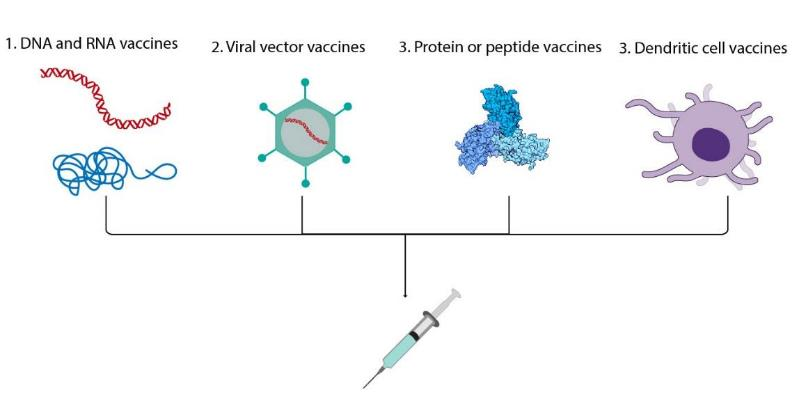 1. DNA and RNA vaccines
2. Viral vector vaccines
3. Protein or peptide vaccines
3. Dendritic cell vaccines